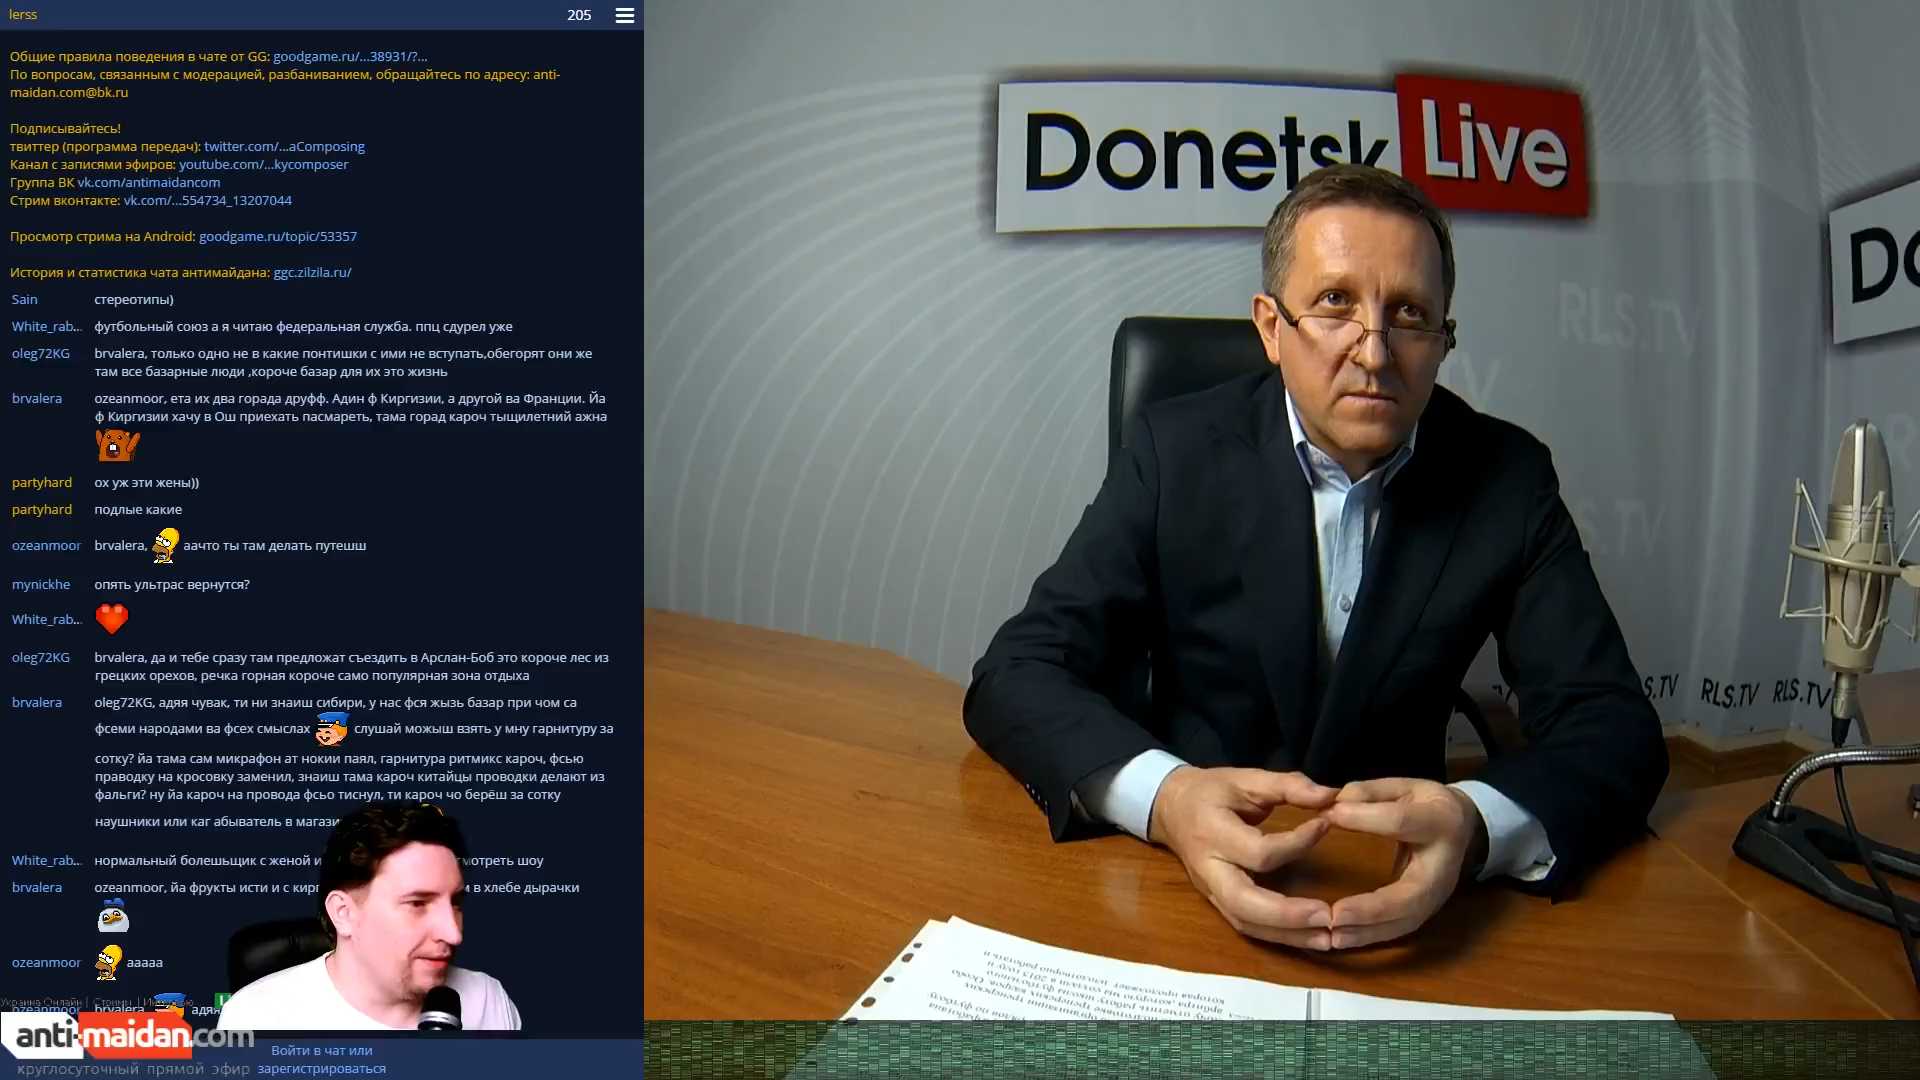 lerss
205
Общие правила поведения в чате от GG: goodgame.ru/...38931/?...
По вопросам, связанным с модерацией, разбаниванием, обращайтесь по адресу: anti-
maidan.com@bk.ru
Подписывайтесь!
твиттер (программа передач): twitter.com/...aComposing
Канал с записями эфиров: youtube.com/...kycomposer
Группа ВК vk.com/antimaidancom
Стрим вконтакте: vk.com/...554734_13207044
Просмотр стрима на Android: goodgame.ru/topic/53357
История и статистика чата антимайдана: ggc.zilzila.ru/
Sain стереотипы)
White_rab... футбольный союз а я читаю федеральная служба. ппц сдурел уже
oleg72KG brvalera, только одно не в какие понтишки с ими не вступать,обегорят они же
там все базарные люди ,короче базар для их это жизнь
brvalera ozeanmoor, ета их два горада друфф. Адин ф Киргизии, а другой ва Франции. Йа
ф Киргизии хачу в Ош приехать пасмареть, тама горад кароч тыщилетний ажна
partyhard ох уж эти жены))
partyhard подлые какие
ozeanmoor brvalera, аачто ты там делать путешш
mynickhe опять ультрас вернутся?
White_rab...
oleg72KG brvalera, да и тебе сразу там предложат съездить в Арслан-Боб это короче лес из
грецких орехов, речка горная короче само популярная зона отдыха
brvalera oleg72KG, адяя чувак, ти ни знаиш сибири, у нас фся жызь базар при чом са
фсеми народами ва фсех смыслах слушай можыш взять у мну гарнитуру за
сотку? йа тама сам микрафон ат нокии паял, гарнитура ритмикс кароч, фсью
праводку на кросовку заменил, знаиш тама кароч китайцы проводки делают из
фальги? ну йа кароч на провода фсьо тиснул, ти кароч чо берёш за сотку
наушники или каг абыватель в магази
White_rab... нормальный болешьщик с женой и мотреть шоу
brvalera ozeanmoor, йа фрукты исти и с кирг в хлебе дырачки
ozeanmoor ааааа
Украина Онлайн | Стримы |
ozeanmoor brvalera, адяя
anti-maidan.com
Войти в чат или
круглосуточный прямой эфир зарегистрироваться
Donetsk Live
Do
RLS.TV
RLS.TV
RLS.TV RLS.TV